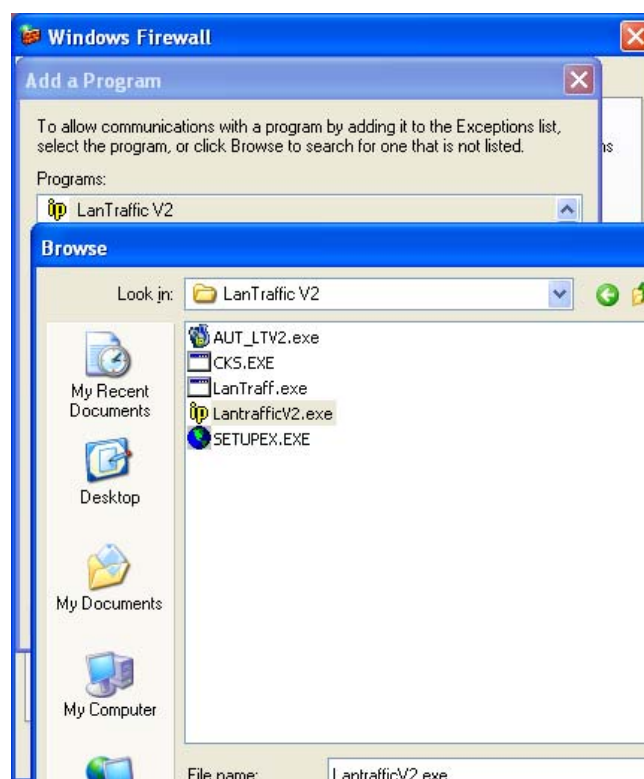 Windows Firewall
Add a Program
To allow communications with a program by adding it to the Exceptions list,
select the program, or click Browse to search for one that is not listed.
ns
Programs:
LanTraffic V2
Browse
Look in: LanTraffic V2
AUT_LTV2.exe
CKS.EXE
LanTraff.exe
LantrafficV2.exe
SETUPEX.EXE
My Recent
Documents
Desktop
My Documents
My Computer
File name: LantrafficV2.exe